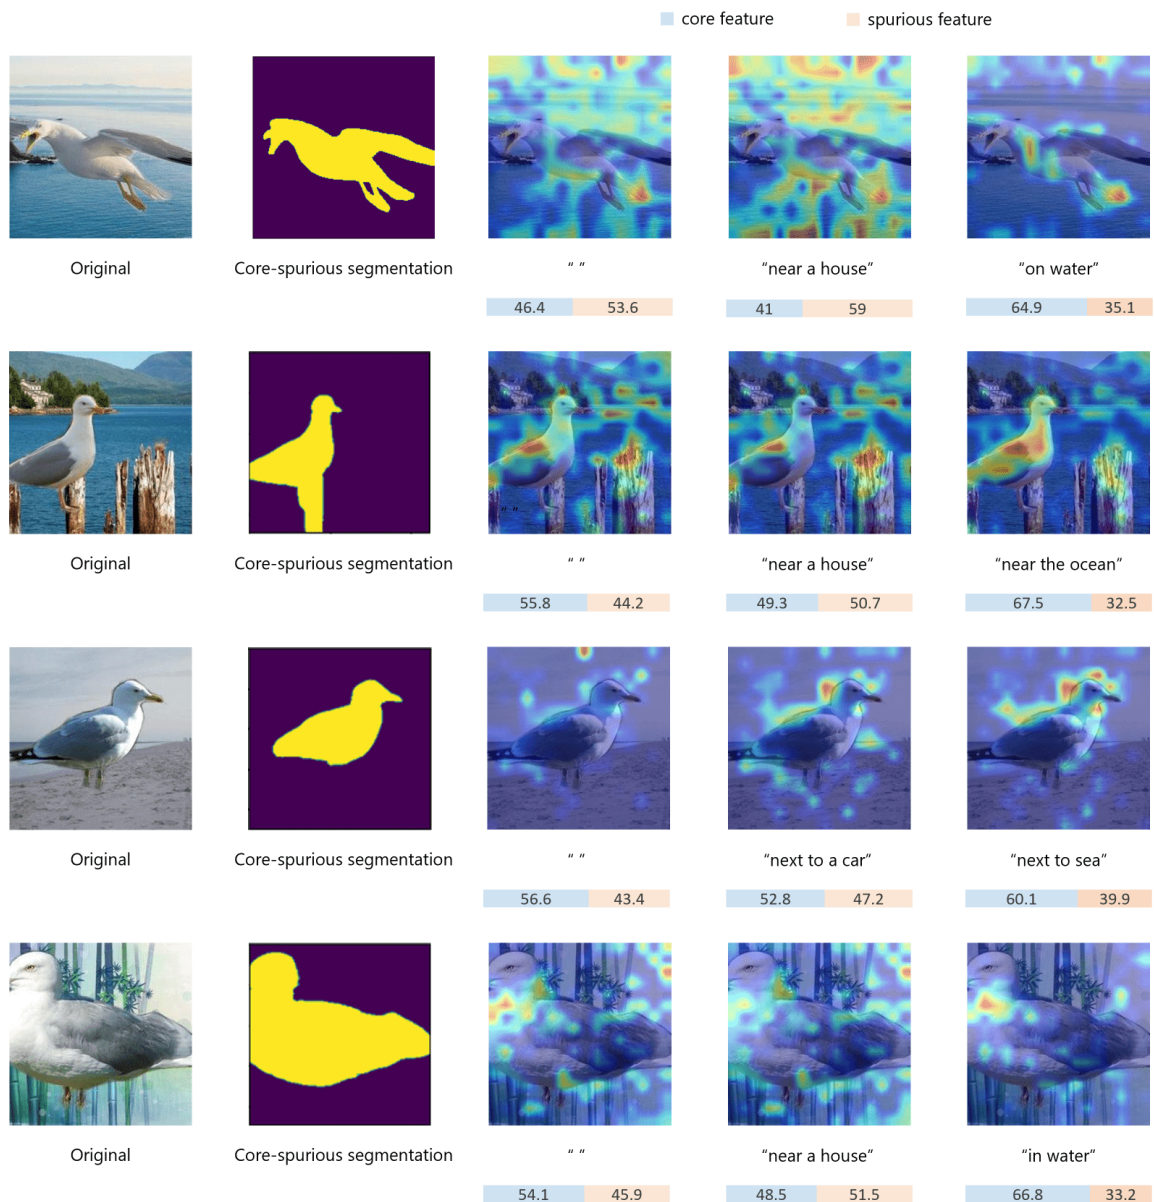 core feature spurious feature
Original Core-spurious segmentation “ ” “near a house” “on water”
46.4 53.6 41 59 64.9 35.1
“ ”
Original Core-spurious segmentation “ ” “near a house” “near the ocean”
55.8 44.2 49.3 50.7 67.5 32.5
Original Core-spurious segmentation “ ” “next to a car” “next to sea”
56.6 43.4 52.8 47.2 60.1 39.9
Original Core-spurious segmentation “ ” “near a house” “in water”
54.1 45.9 48.5 51.5 66.8 33.2